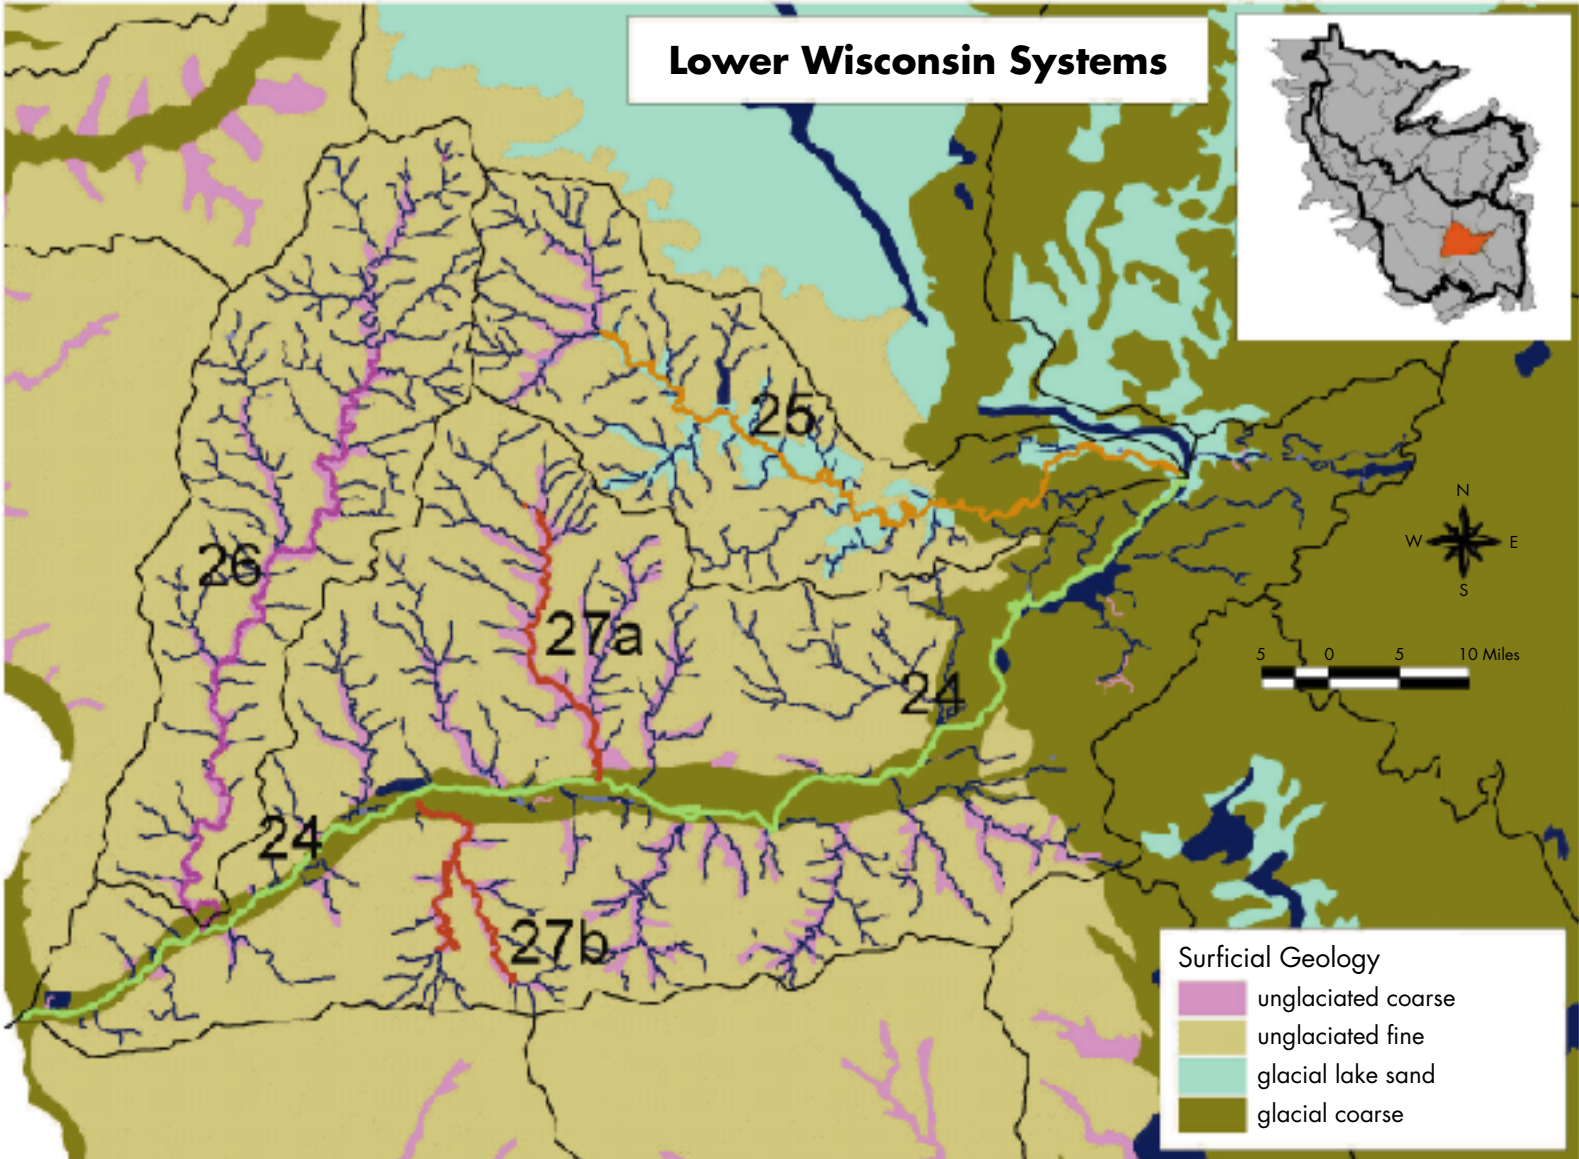 Lower Wisconsin Systems
25
N
W E
S
26
27a
5 0 5 10 Miles
24
24
27b
Surficial Geology
unglaciated coarse
unglaciated fine
glacial lake sand
glacial coarse